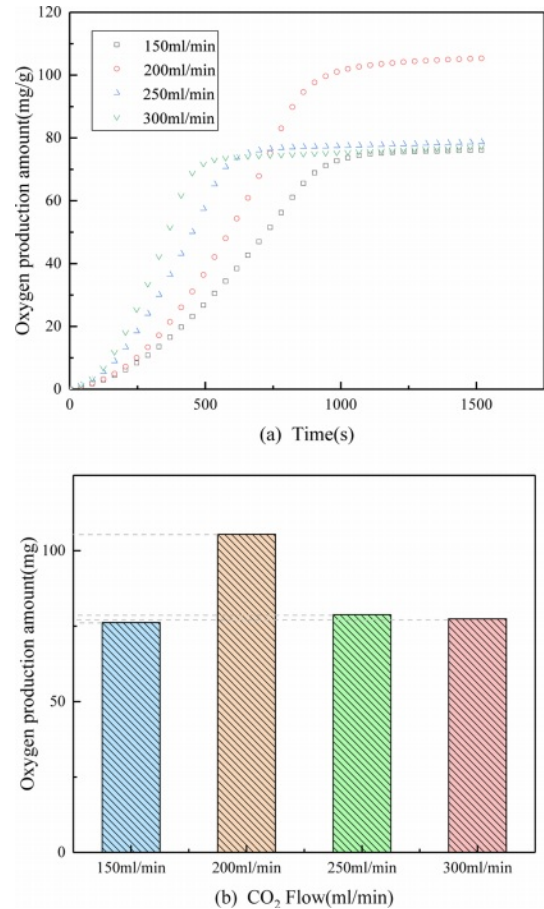 120
100
80
60
40
20
0
Oxygen production amount(mg/g)
150ml/min
200ml/min
250ml/min
300ml/min
0
500
1000
1500
(a) Time(s)
100
50
0
Oxygen production amount(mg)
150ml/min
200ml/min
250ml/min
300ml/min
(b) CO₂ Flow(ml/min)